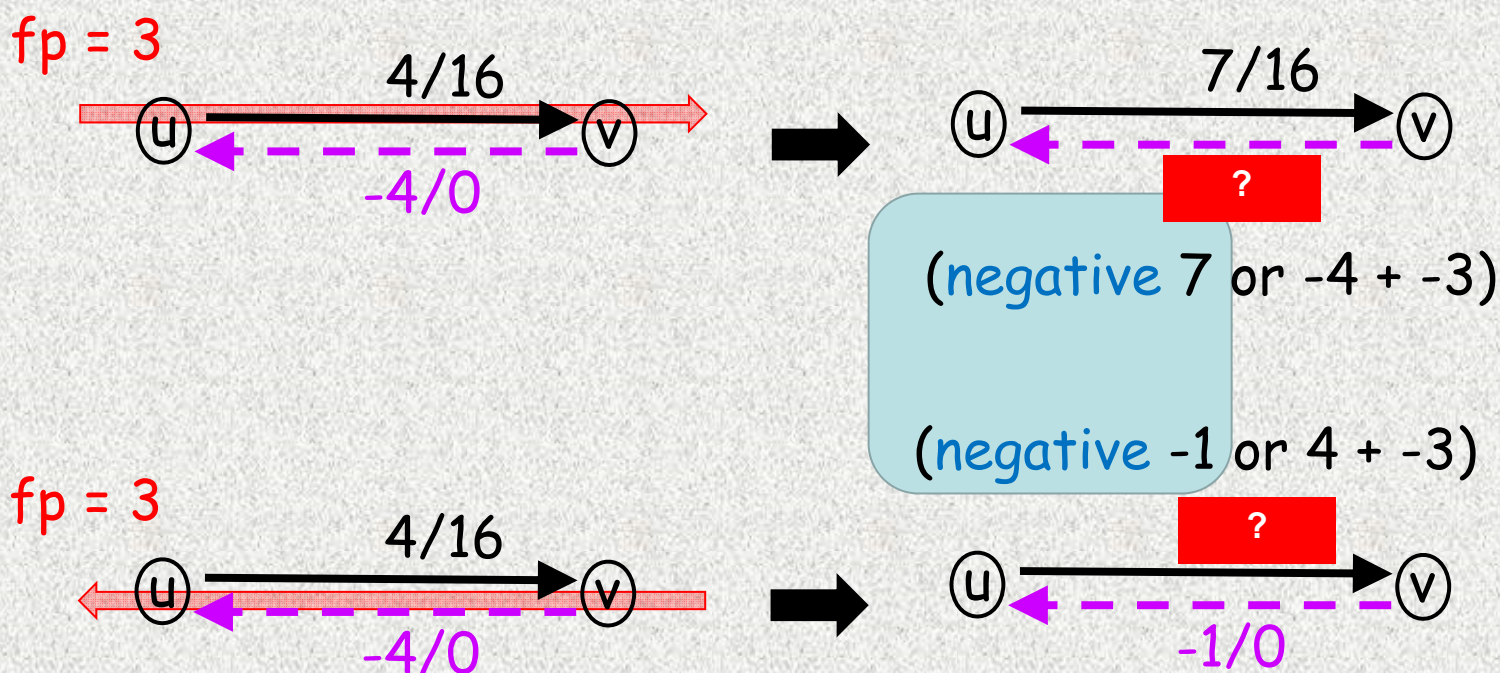 fp = 3
4/16
u
v
-4/0
7/16
u
v
?
(negative 7 or -4 + -3)
(negative -1 or 4 + -3)
fp = 3
4/16
u
v
-4/0
?
u
v
-1/0